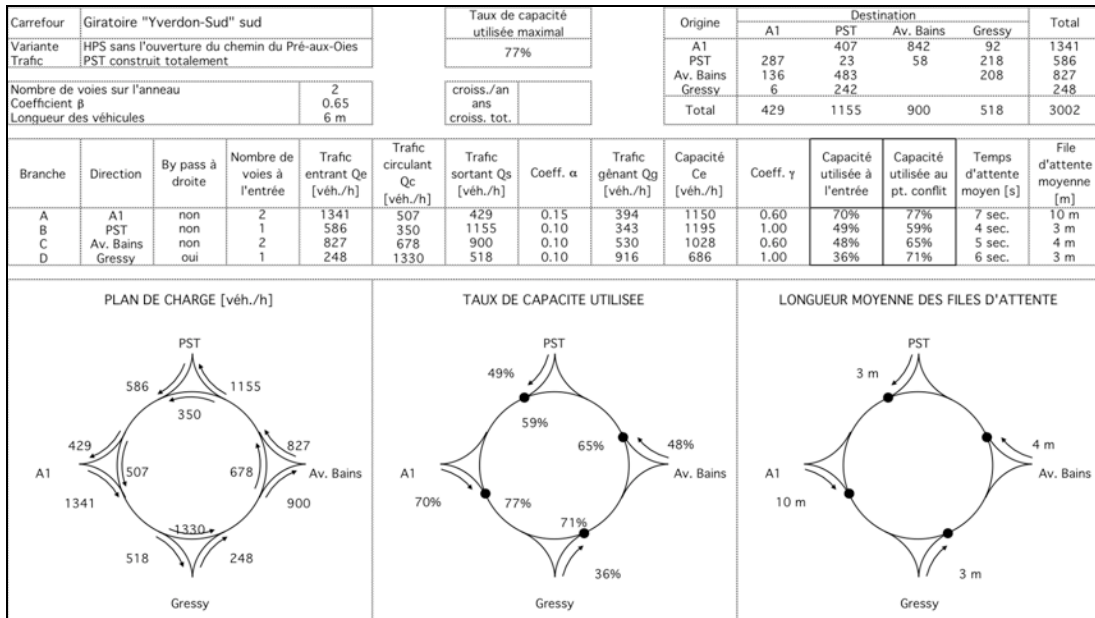 Carrefour Giratoire "Yverdon-Sud" sud
Variante HPS sans l'ouverture du chemin du Pré-aux-Oies
Trafic PST construit totalement
Taux de capacité
utilisée maximal
77%
Nombre de voies sur l'anneau 2
Coefficient β 0.65
Longueur des véhicules 6 m
croiss./an
ans
croiss. tot.
Origine Destination Total
A1 PST Av. Bains Gressy
A1 407 842 92 1341
PST 287 23 58 218 586
Av. Bains 136 483 208 827
Gressy 6 242 248
Total 429 1155 900 518 3002
Branche Direction By pass à droite Nombre de voies à l'entrée Trafic entrant Qe [véh./h] Trafic circulant Qc [véh./h] Trafic sortant Qs [véh./h] Coeff. α Trafic gênant Qg [véh./h] Capacité Ce [véh./h] Coeff. γ Capacité utilisée à l'entrée Capacité utilisée au pt. conflit Temps d'attente moyen [s] File d'attente moyenne [m]
A A1 non 2 1341 507 429 0.15 394 1150 0.60 70% 77% 7 sec. 10 m
B PST non 1 586 350 1155 0.10 343 1195 1.00 49% 59% 4 sec. 3 m
C Av. Bains non 2 827 678 900 0.10 530 1028 0.60 48% 65% 5 sec. 4 m
D Gressy oui 1 248 1330 518 0.10 916 686 1.00 36% 71% 6 sec. 3 m
PLAN DE CHARGE [véh./h]
PST
586 1155
350
429 827
A1 507 678 Av. Bains
1341 900
1330
518 248
Gressy
TAUX DE CAPACITE UTILISEE
PST
49%
59%
65% 48%
A1 Av. Bains
70% 77%
71%
36%
Gressy
LONGUEUR MOYENNE DES FILES D'ATTENTE
PST
3 m
4 m
A1 Av. Bains
10 m
3 m
Gressy